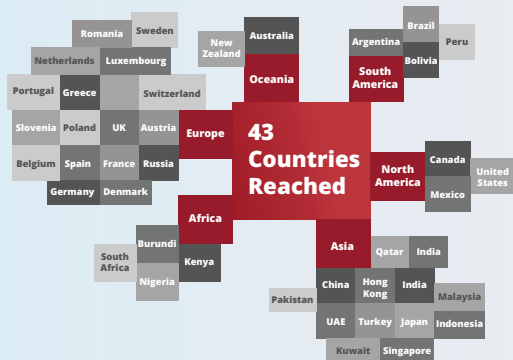 Romania
Sweden
Netherlands
Luxembourg
Portugal
Greece
Switzerland
Slovenia
Poland
UK
Austria
Europe
Belgium
Spain
France
Russia
Germany
Denmark
New
Zealand
Australia
Oceania
Argentina
Brazil
Peru
Bolivia
South
America
43
Countries
Reached
North
America
Canada
United
States
Mexico
Africa
Burundi
South
Africa
Kenya
Nigeria
Asia
Qatar
India
China
Hong
Kong
India
Malaysia
Pakistan
UAE
Turkey
Japan
Indonesia
Kuwait
Singapore